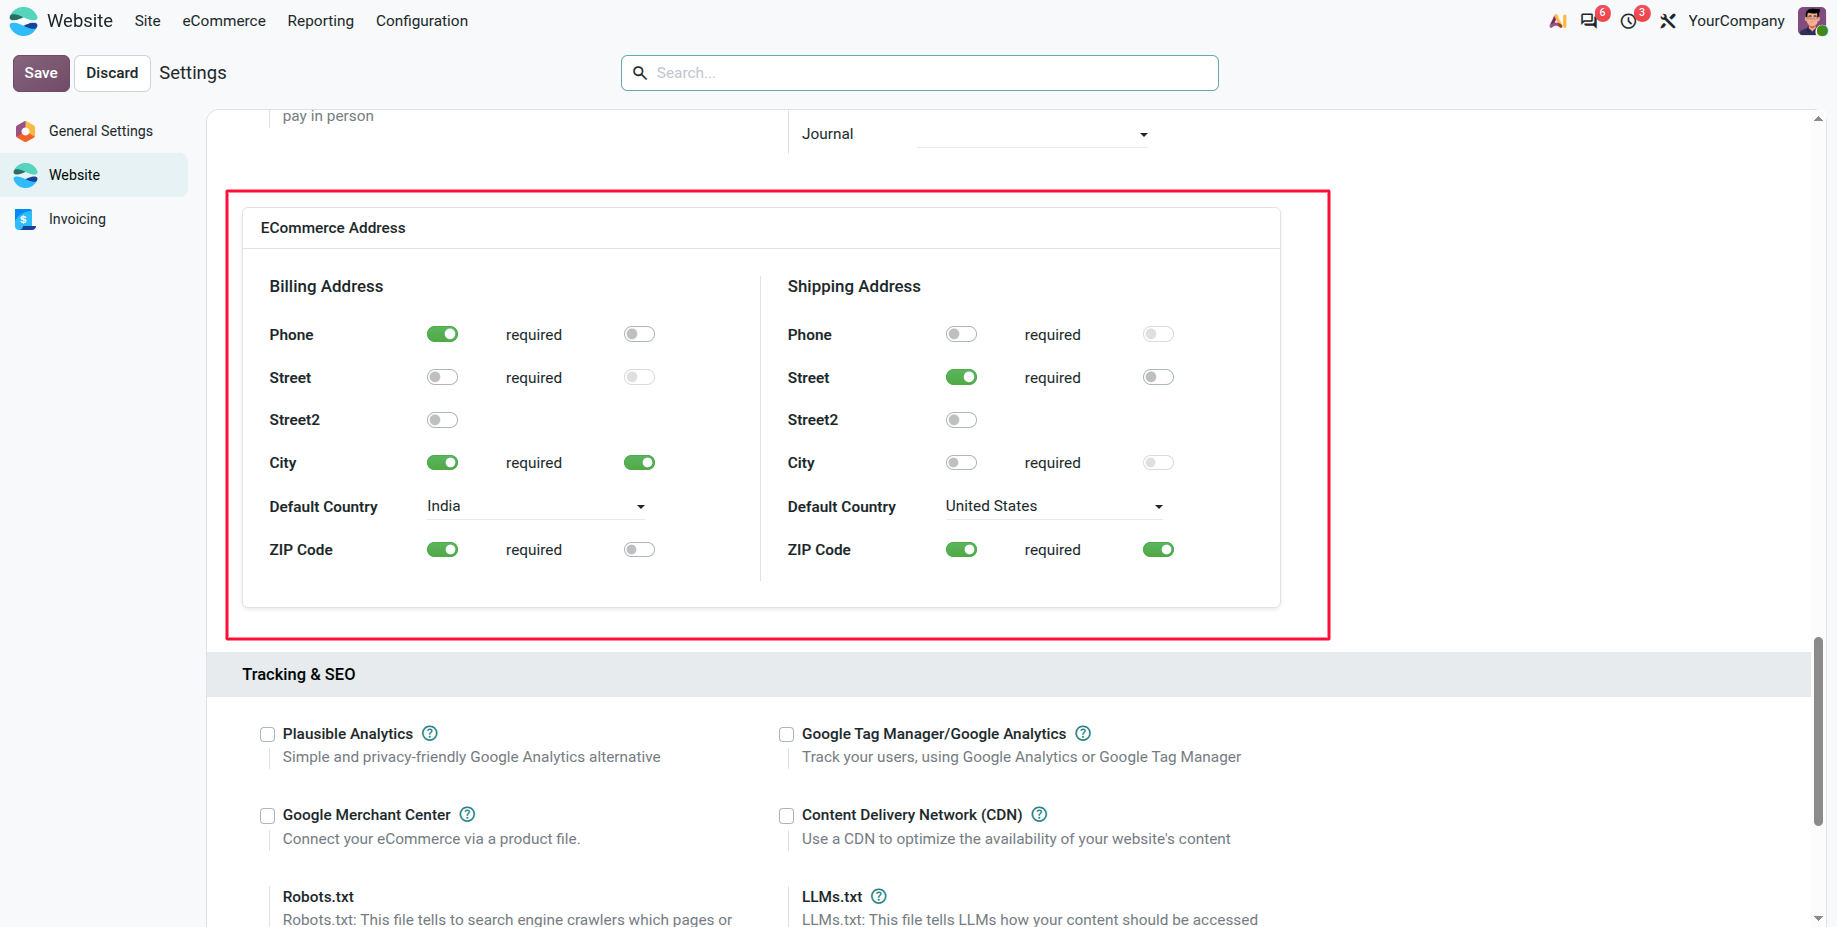 Website Site eCommerce Reporting Configuration AI 6 3 YourCompany
Save Discard Settings Search...
General Settings
Website
Invoicing
pay in person
Journal
ECommerce Address
Billing Address
Phone required
Street required
Street2
City required
Default Country India
ZIP Code required
Shipping Address
Phone required
Street required
Street2
City required
Default Country United States
ZIP Code required
Tracking & SEO
Plausible Analytics ?
Simple and privacy-friendly Google Analytics alternative
Google Tag Manager/Google Analytics ?
Track your users, using Google Analytics or Google Tag Manager
Google Merchant Center ?
Connect your eCommerce via a product file.
Content Delivery Network (CDN) ?
Use a CDN to optimize the availability of your website's content
Robots.txt
Robots.txt: This file tells to search engine crawlers which pages or
LLMs.txt ?
LLMs.txt: This file tells LLMs how your content should be accessed